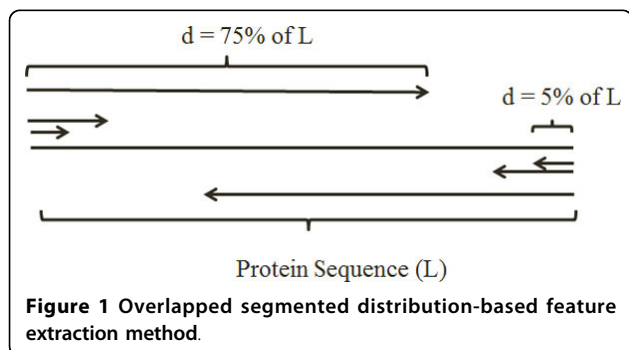 d = 75% of L
d = 5% of L
Protein Sequence (L)
Figure 1 Overlapped segmented distribution-based feature
extraction method.